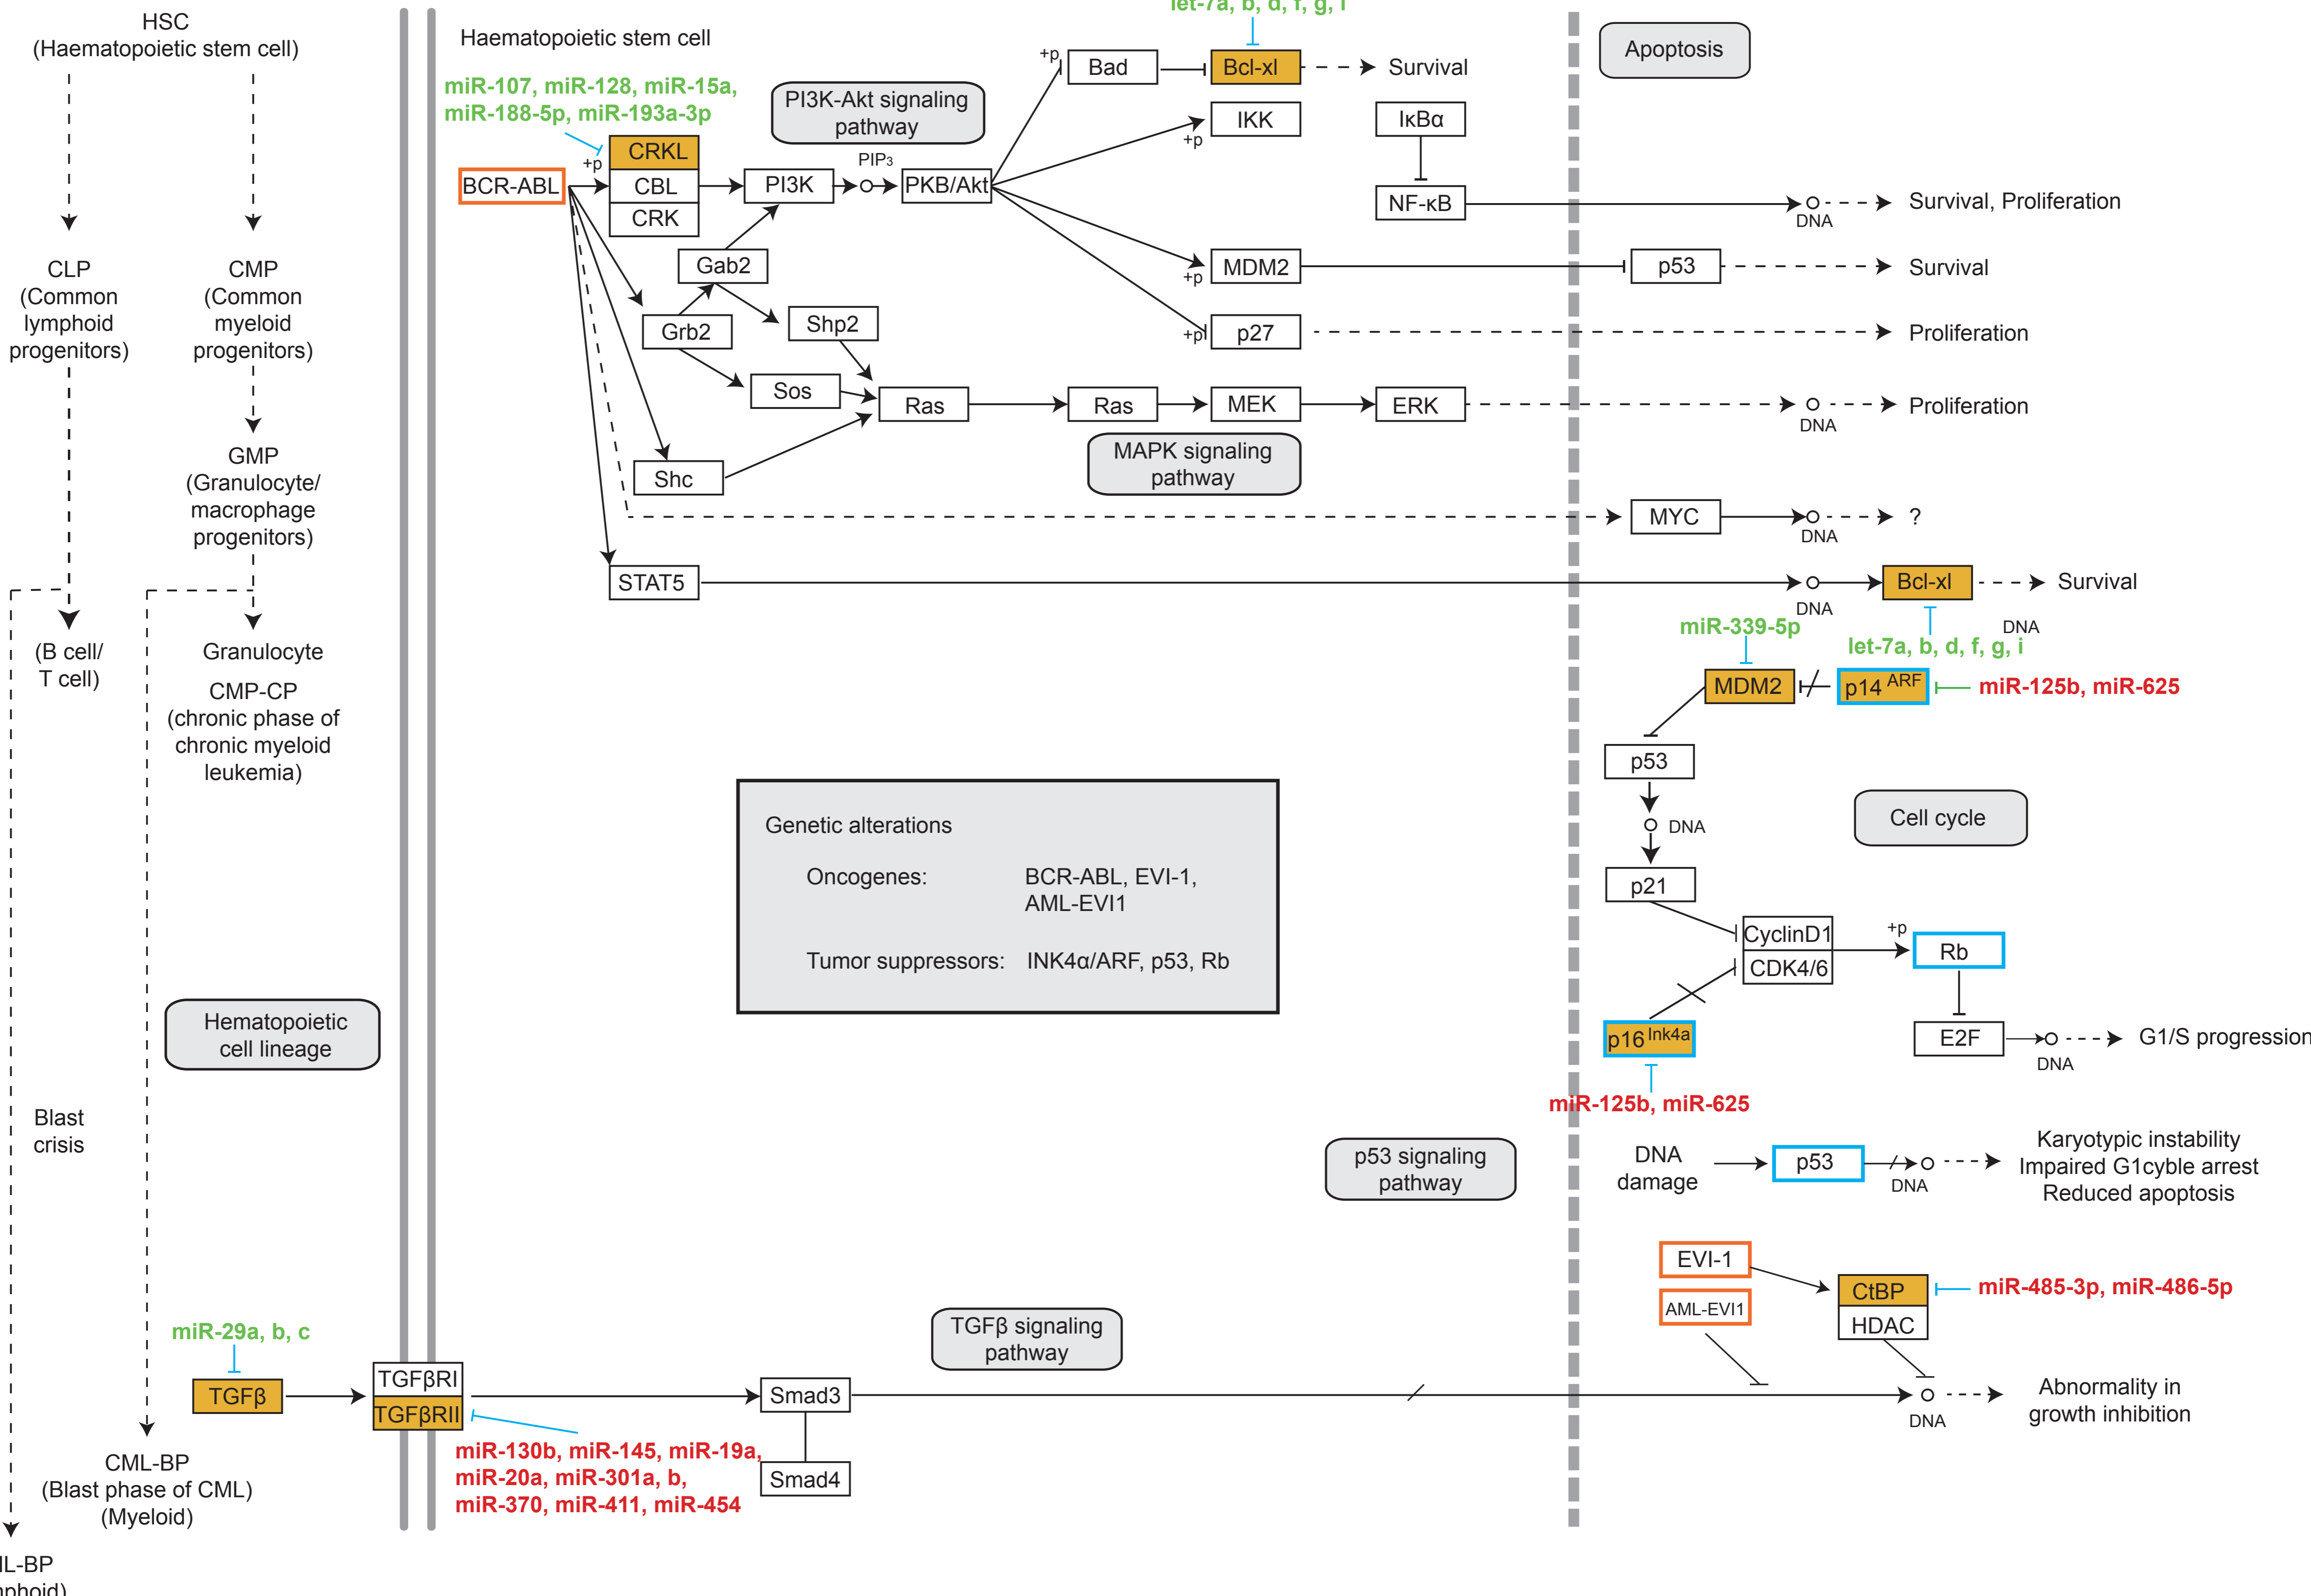 HSC
(Haematopoietic stem cell)
CLP
(Common
lymphoid
progenitors)
CMP
(Common
myeloid
progenitors)
GMP
(Granulocyte/
macrophage
progenitors)
(B cell/
T cell)
Granulocyte
CMP-CP
(chronic phase of
chronic myeloid
leukemia)
Hematopoietic
cell lineage
Blast
crisis
miR-29a, b, c
TGFβ
TGFβRI
TGFβRII
CML-BP
(Blast phase of CML)
(Myeloid)
Haematopoietic stem cell
miR-107, miR-128, miR-15a,
miR-188-5p, miR-193a-3p
PI3K-Akt signaling
pathway
let-7a, b, d, f, g, i
+p
Bad
Bcl-xl
Survival
Apoptosis
+p
CRKL
CBL
CRK
BCR-ABL
PI3K
PIP3
PKB/Akt
IKK
+p
IκBα
NF-κB
DNA
Survival, Proliferation
Gab2
MDM2
+p
p53
Survival
Grb2
Shp2
+p
p27
Proliferation
Sos
Ras
Ras
MEK
ERK
DNA
Proliferation
MAPK signaling
pathway
Shc
MYC
DNA
?
STAT5
DNA
Bcl-xl
Survival
miR-339-5p
DNA
let-7a, b, d, f, g, i
MDM2
p14 ARF
miR-125b, miR-625
p53
DNA
Cell cycle
p21
CyclinD1
CDK4/6
+p
Rb
p16 Ink4a
E2F
DNA
G1/S progression
miR-125b, miR-625
Genetic alterations
Oncogenes: BCR-ABL, EVI-1,
AML-EVI1
Tumor suppressors: INK4α/ARF, p53, Rb
p53 signaling
pathway
DNA
damage
p53
DNA
Karyotypic instability
Impaired G1cyble arrest
Reduced apoptosis
EVI-1
AML-EVI1
CtBP
HDAC
miR-485-3p, miR-486-5p
TGFβ signaling
pathway
Smad3
Smad4
DNA
Abnormality in
growth inhibition
miR-130b, miR-145, miR-19a,
miR-20a, miR-301a, b,
miR-370, miR-411, miR-454